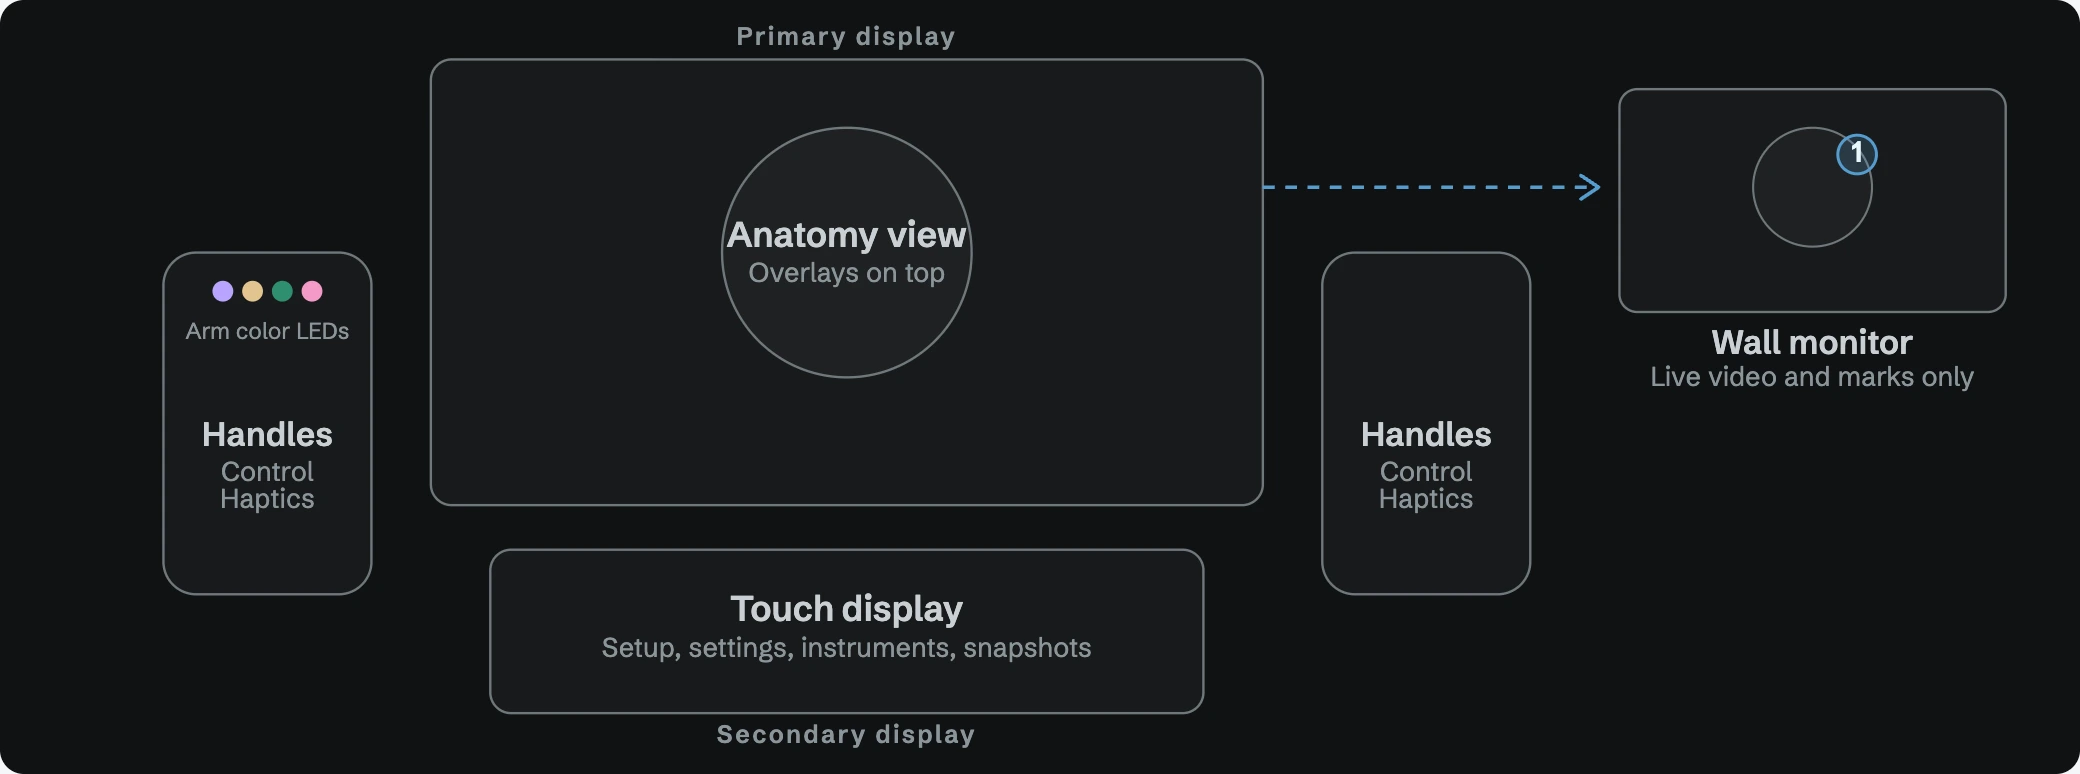 Primary display
Anatomy view
Overlays on top
1
Wall monitor
Live video and marks only
Arm color LEDs
Handles
Control
Haptics
Handles
Control
Haptics
Touch display
Setup, settings, instruments, snapshots
Secondary display